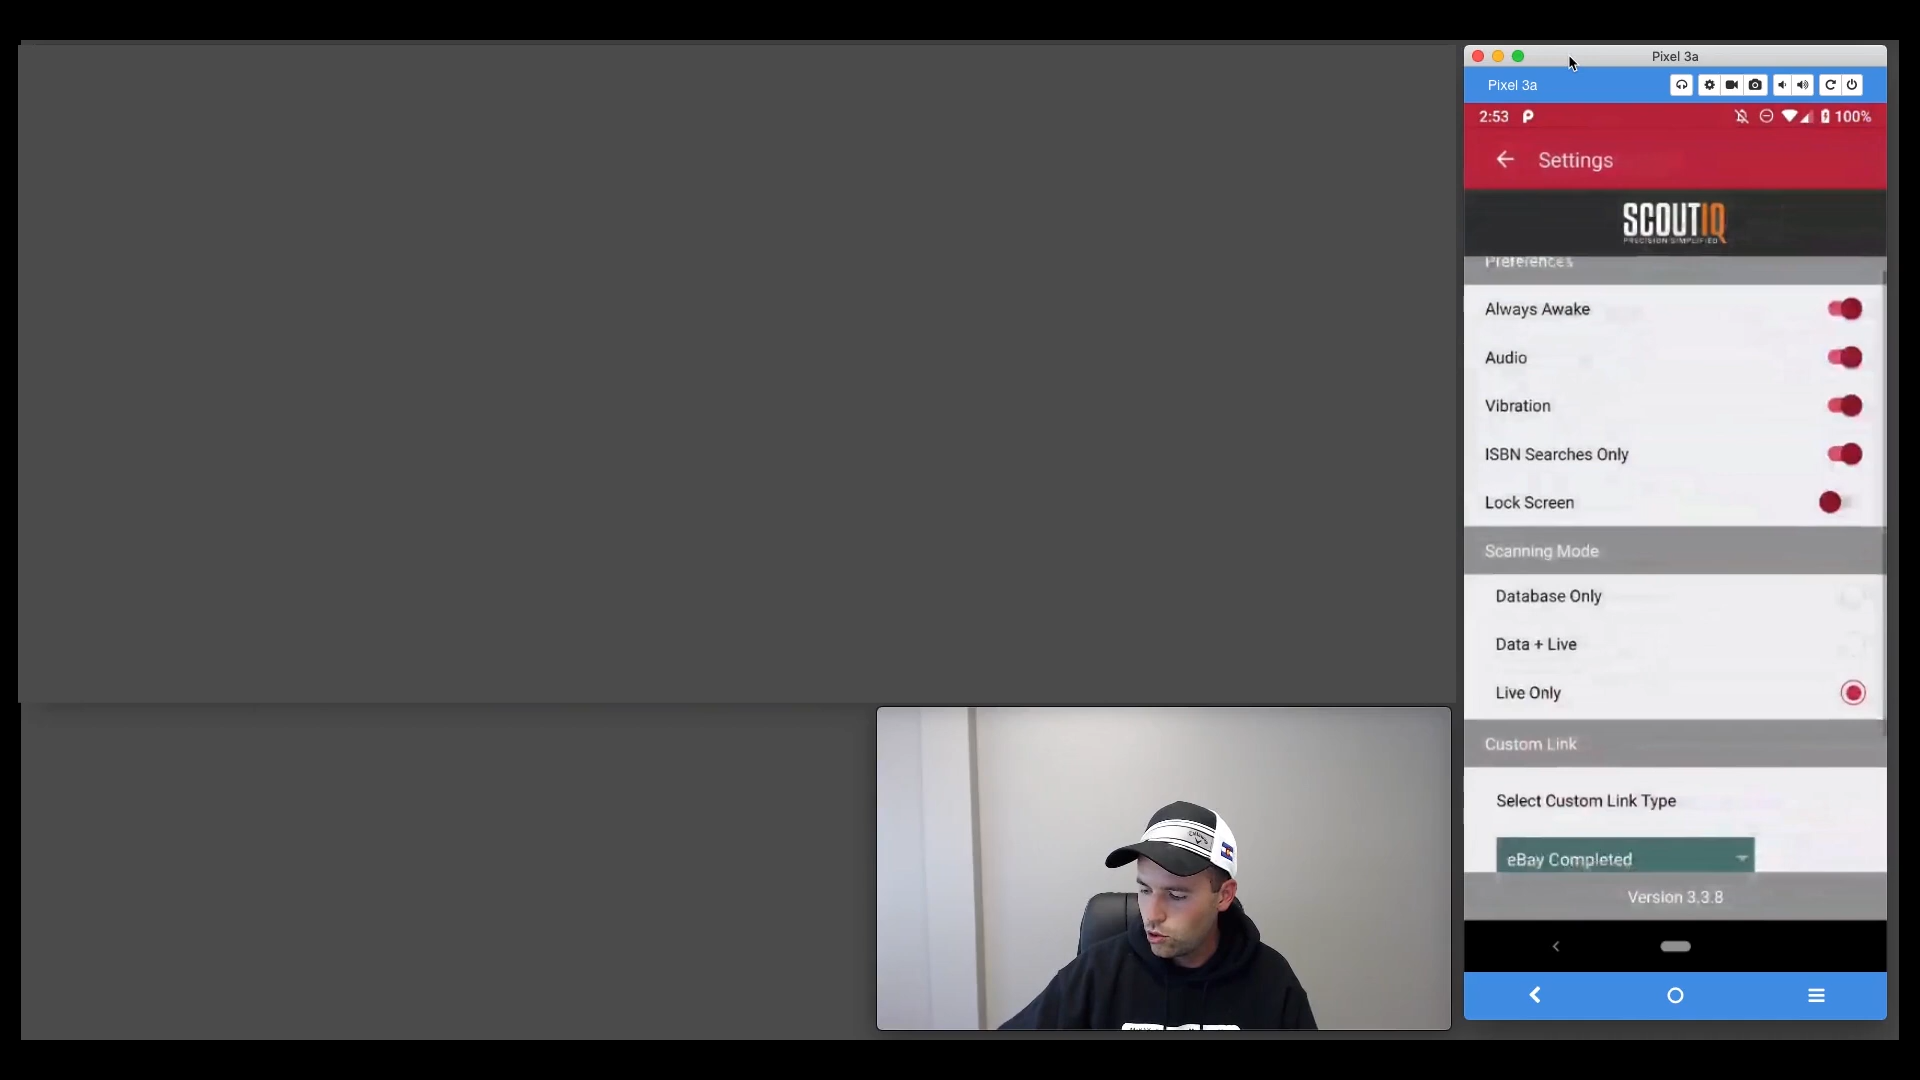 Pixel 3a
Pixel 3a
2:53
100%
Settings
SCOUTIQ
PRECISION SIMPLIFIED
Preferences
Always Awake
Audio
Vibration
ISBN Searches Only
Lock Screen
Scanning Mode
Database Only
Data + Live
Live Only
Custom Link
Select Custom Link Type
eBay Completed
Version 3.3.8